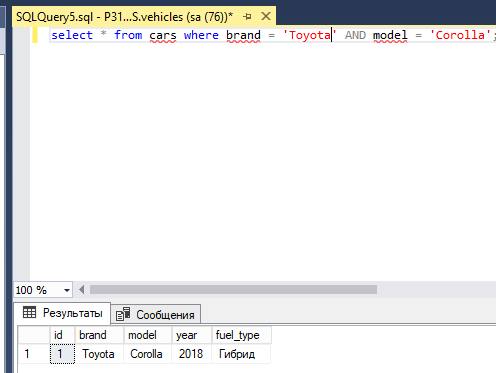 SQLQuery5.sql - P31...S.vehicles (sa (76))*
select * from cars where brand = 'Toyota' AND model = 'Corolla';
100 %
Результаты Сообщения
id brand model year fuel_type
1 1 Toyota Corolla 2018 Гибрид